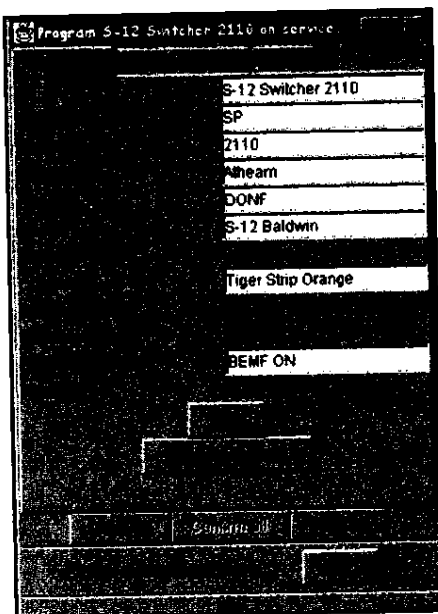 Program S-12 Switcher 2110 on service
S-12 Switcher 2110
SP
2110
Athearn
DONF
S-12 Baldwin
Tiger Strip Orange
BEMF ON